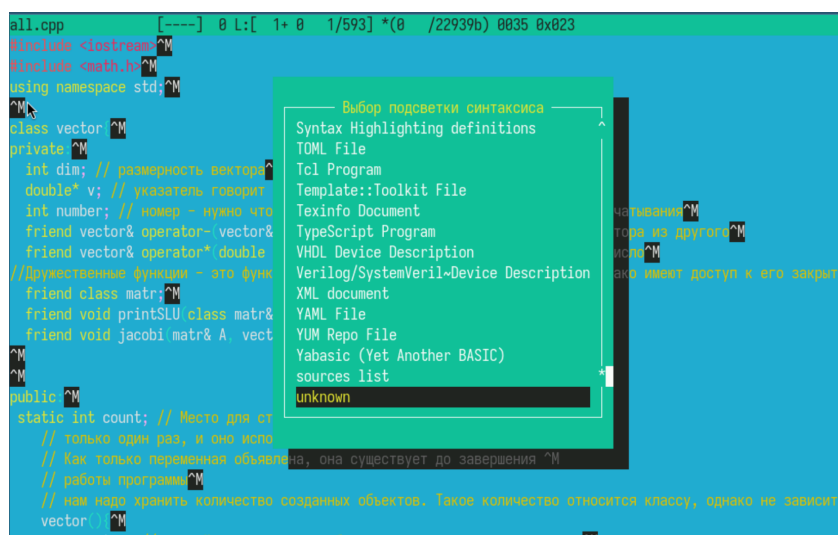 all.cpp [----] 0 L:[ 1+ 0 1/593] *(0 /22939b) 0035 0x023
#include <iostream>^M
#include <math.h>^M
using namespace std;^M
^M
class vector{^M
private:^M
int dim; // размерность вектора^
double* v; // указатель говорит
int number; // номер - нужно что чатывания^M
friend vector& operator-(vector& тора из другого^M
friend vector& operator*(double исло^M
//Дружественные функции - это функ ако имеют доступ к его закрыт
friend class matr;^M
friend void printSLU(class matr&
friend void jacobi(matr& A, vect
^M
^M
public:^M
static int count; // Место для ст
// только один раз, и оно испо
// Как только переменная объявлена, она существует до завершения ^M
// работы программы^M
// нам надо хранить количество созданных объектов. Такое количество относится классу, однако не зависит
vector(){^M
Выбор подсветки синтаксиса
Syntax Highlighting definitions ^
TOML File
Tcl Program
Template::Toolkit File
Texinfo Document
TypeScript Program
VHDL Device Description
Verilog/SystemVeril~Device Description
XML document
YAML File
YUM Repo File
Yabasic (Yet Another BASIC)
sources list *
unknown